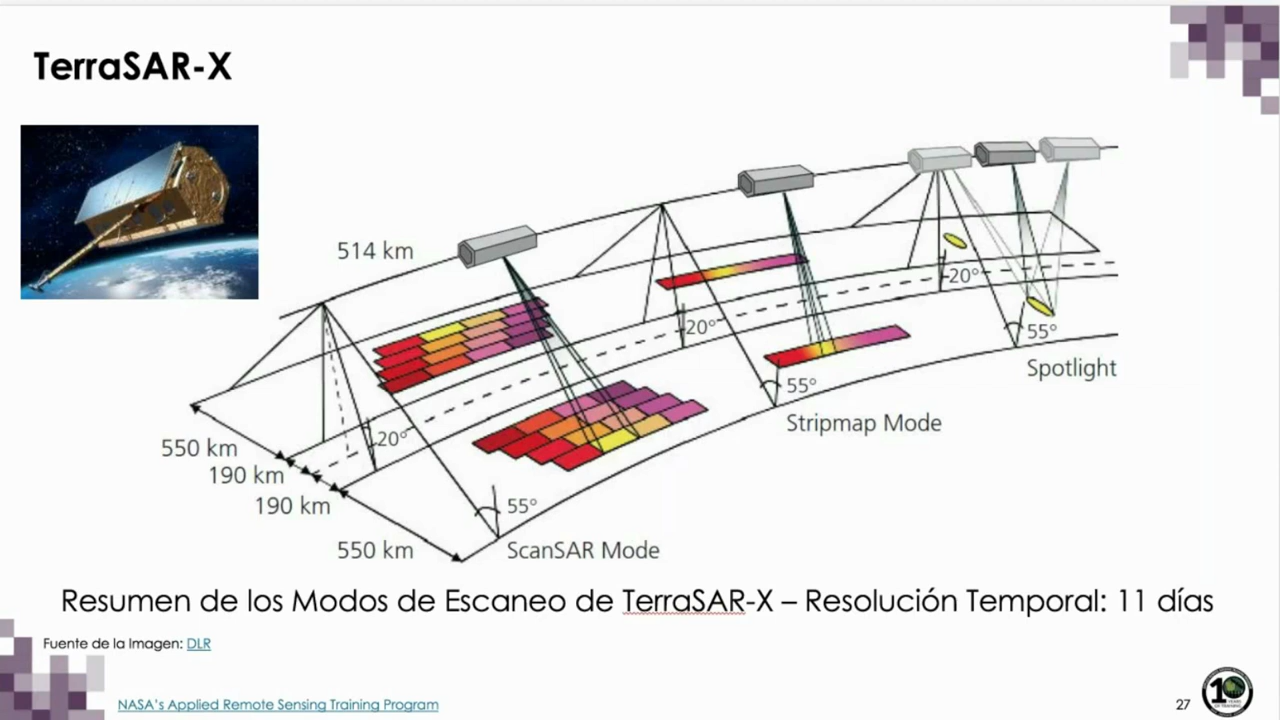 TerraSAR-X
514 km
20°
55°
Spotlight
20°
55°
Stripmap Mode
550 km
190 km
190 km
550 km
20°
55°
ScanSAR Mode
Resumen de los Modos de Escaneo de TerraSAR-X – Resolución Temporal: 11 días
Fuente de la Imagen: DLR
NASA's Applied Remote Sensing Training Program
27